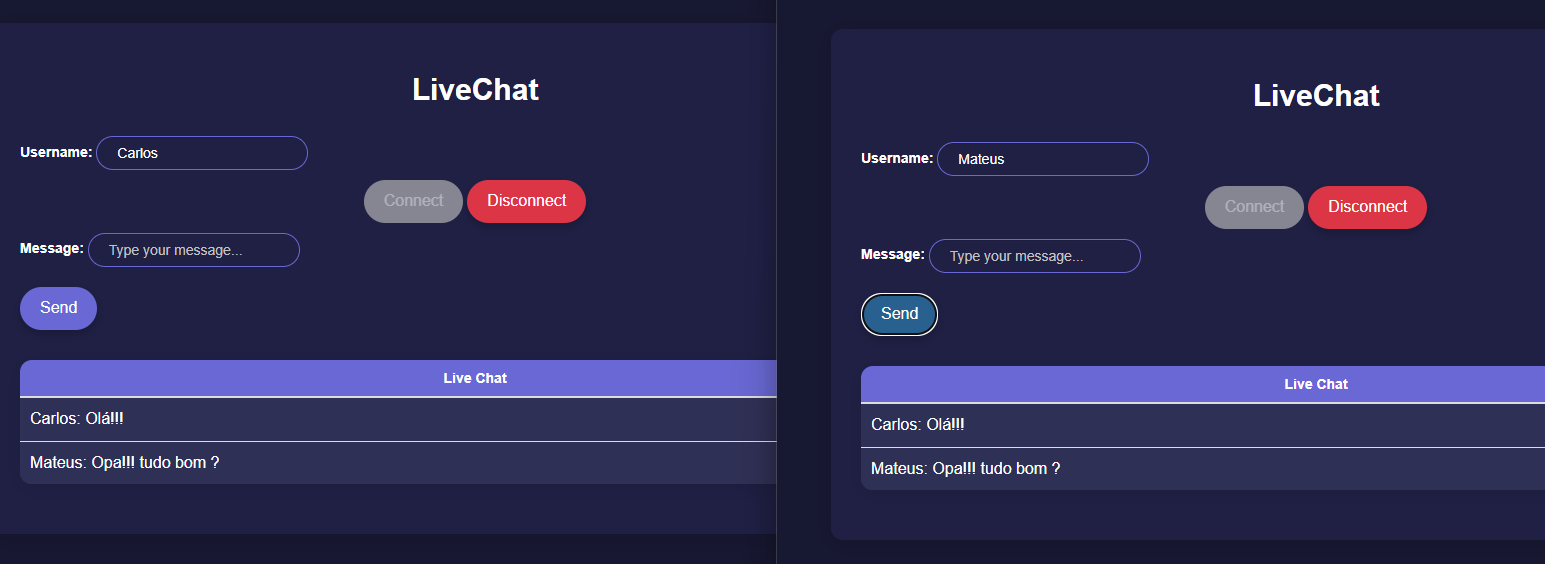 LiveChat
Username: Carlos
Connect Disconnect
Message: Type your message...
Send
Live Chat
Carlos: Olá!!!
Mateus: Opa!!! tudo bom ?
LiveChat
Username: Mateus
Connect Disconnect
Message: Type your message...
Send
Live Chat
Carlos: Olá!!!
Mateus: Opa!!! tudo bom ?